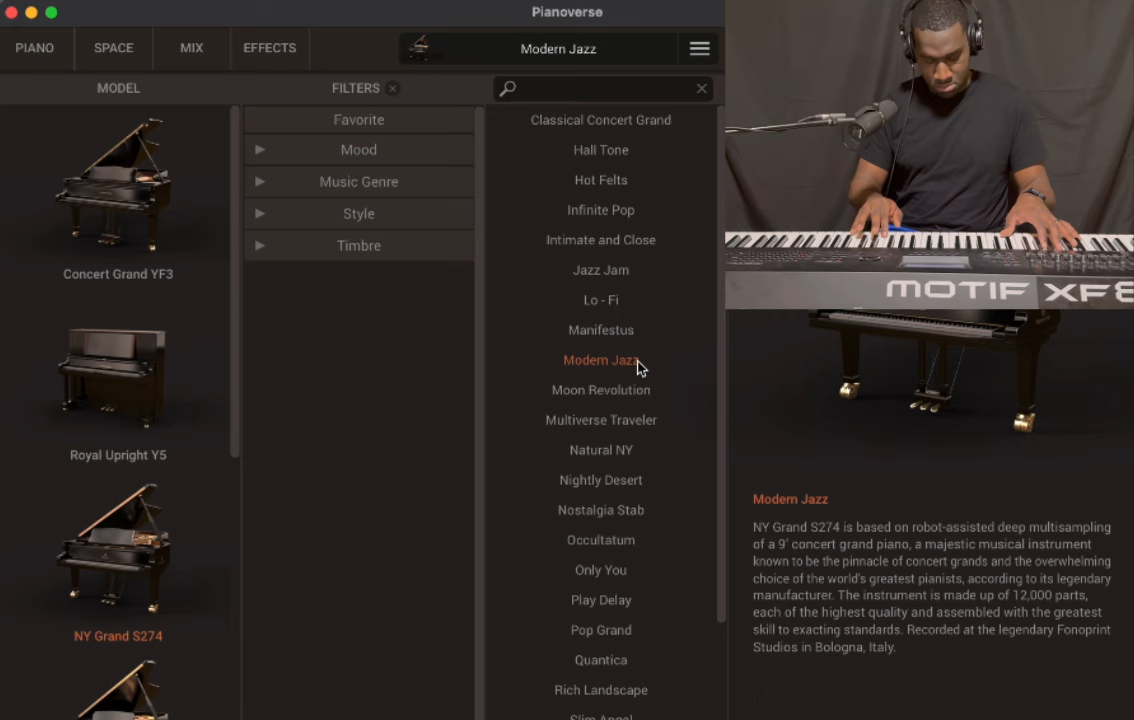 Pianoverse
PIANO
SPACE
MIX
EFFECTS
Modern Jazz
MODEL
FILTERS
Concert Grand YF3
Royal Upright Y5
NY Grand S274
Favorite
Mood
Music Genre
Style
Timbre
Classical Concert Grand
Hall Tone
Hot Felts
Infinite Pop
Intimate and Close
Jazz Jam
Lo - Fi
Manifestus
Modern Jazz
Moon Revolution
Multiverse Traveler
Natural NY
Nightly Desert
Nostalgia Stab
Occultatum
Only You
Play Delay
Pop Grand
Quantica
Rich Landscape
Slim Angel
MOTIF XF8
Modern Jazz
NY Grand S274 is based on robot-assisted deep multisampling
of a 9' concert grand piano, a majestic musical instrument
known to be the pinnacle of concert grands and the overwhelming
choice of the world's greatest pianists, according to its legendary
manufacturer. The instrument is made up of 12,000 parts,
each of the highest quality and assembled with the greatest
skill to exacting standards. Recorded at the legendary Fonoprint
Studios in Bologna, Italy.